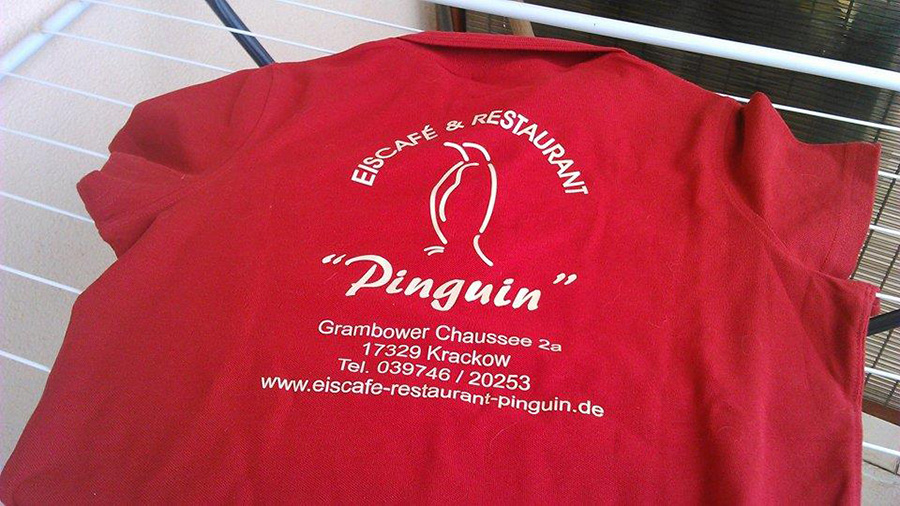 EISCAFÉ & RESTAURANT
“Pinguin”
Grambower Chaussee 2a
17329 Krackow
Tel. 039746 / 20253
www.eiscafe-restaurant-pinguin.de